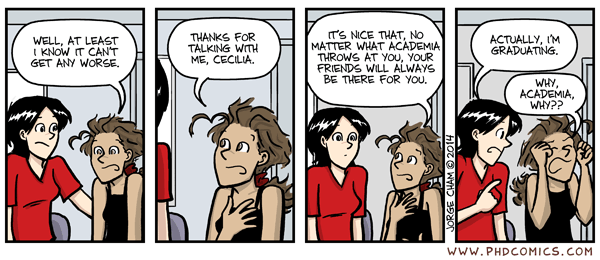 WELL, AT LEAST
I KNOW IT CAN'T
GET ANY WORSE.
THANKS FOR
TALKING WITH
ME, CECILIA.
IT'S NICE THAT, NO
MATTER WHAT ACADEMIA
THROWS AT YOU, YOUR
FRIENDS WILL ALWAYS
BE THERE FOR YOU.
ACTUALLY, I'M
GRADUATING.
WHY,
ACADEMIA,
WHY??
JORGE CHAM © 2014
WWW.PHDCOMICS.COM